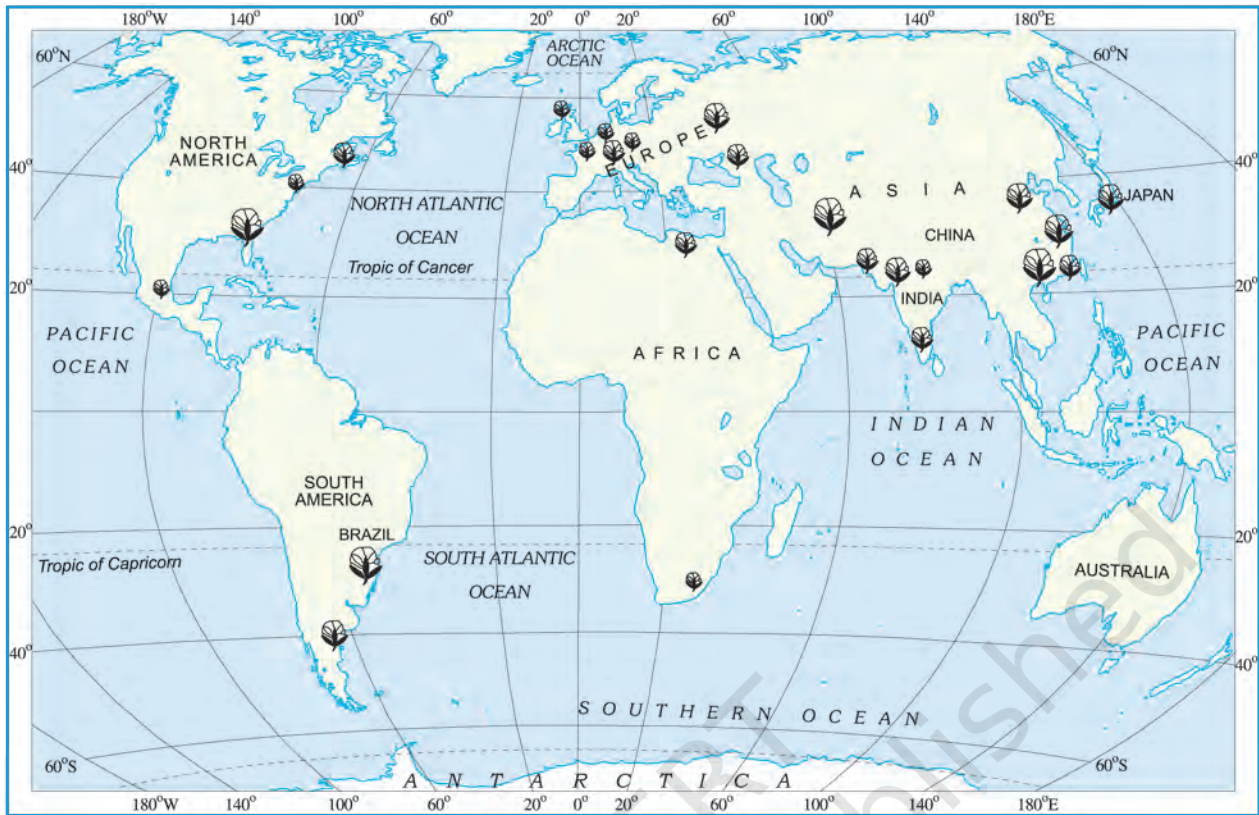 180°W 140° 100° 60° 20° 0° 20° 60° 100° 140° 180°E
60°N
ARCTIC
OCEAN
60°N
NORTH
AMERICA
EUROPE
40°
40°
ASIA
JAPAN
NORTH ATLANTIC
OCEAN
CHINA
Tropic of Cancer
20°
20°
INDIA
PACIFIC
OCEAN
AFRICA
PACIFIC
OCEAN
INDIAN
OCEAN
SOUTH
AMERICA
BRAZIL
20°
20°
Tropic of Capricorn
SOUTH ATLANTIC
OCEAN
AUSTRALIA
40°
40°
SOUTHERN OCEAN
60°S
60°S
ANTARCTICA
180°W 140° 100° 60° 20° 0° 20° 60° 100° 140° 180°E